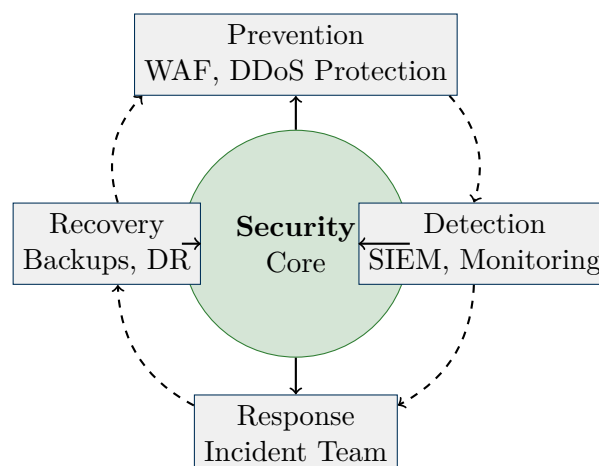 Prevention
WAF, DDoS Protection
Recovery
Backups, DR
Security
Core
Detection
SIEM, Monitoring
Response
Incident Team